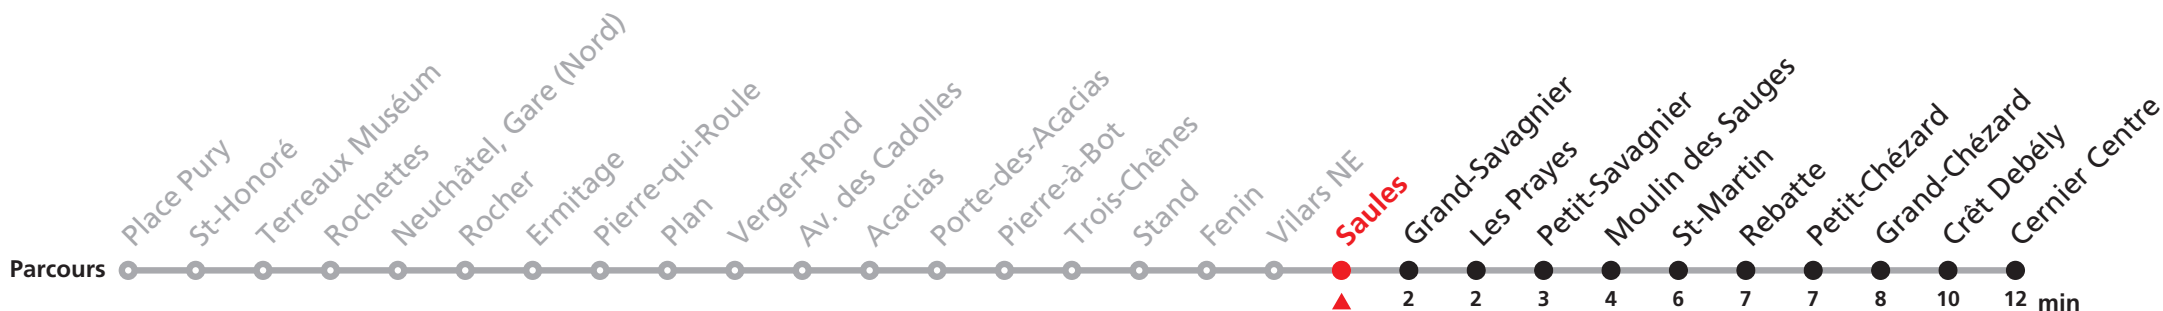 Place Pury
St-Honoré
Terreaux Muséum
Rochettes
Neuchâtel, Gare (Nord)
Rocher
Ermitage
Pierre-qui-Roule
Plan
Verger-Rond
Av. des Cadolles
Acacias
Porte-des-Acacias
Pierre-à-Bot
Trois-Chênes
Stand
Fenin
Vilars NE
Saules
Grand-Savagnier
Les Prayes
Petit-Savagnier
Moulin des Sauges
St-Martin
Rebatte
Petit-Chézard
Grand-Chézard
Crêt Debély
Cernier Centre
Parcours
2 2 3 4 6 7 7 8 10 12 min